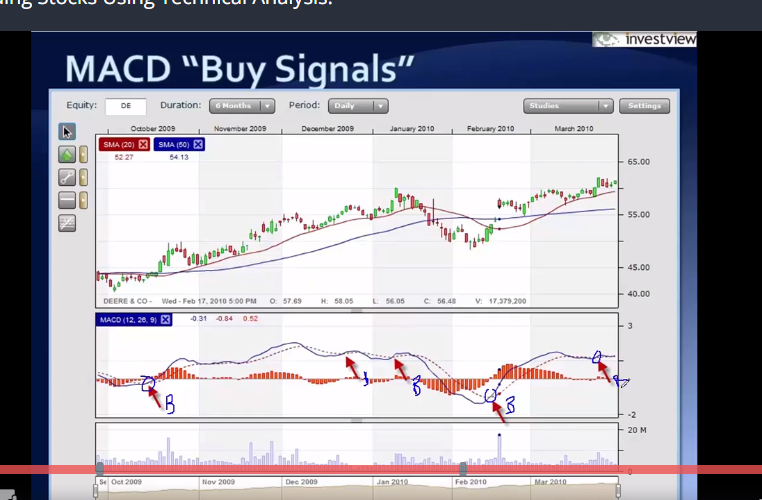 ding Stocks Using Technical Analysis.
investview
MACD “Buy Signals”
Equity: DE Duration: 6 Months Period: Daily Studies Settings
October 2009 November 2009 December 2009 January 2010 February 2010 March 2010
SMA (20) SMA (50)
52.27 54.13
65.00
55.00
45.00
40.00
DEERE & CO - Wed - Feb 17, 2010 5:00 PM O: 57.69 H: 58.05 L: 56.05 C: 56.48 V: 17,379,200
MACD (12, 26, 9) -0.31 -0.84 0.52
3
B
B
B
-2
20 M
0
Se Oct 2009 Nov 2009 Dec 2009 Jan 2010 Feb 2010 Mar 2010